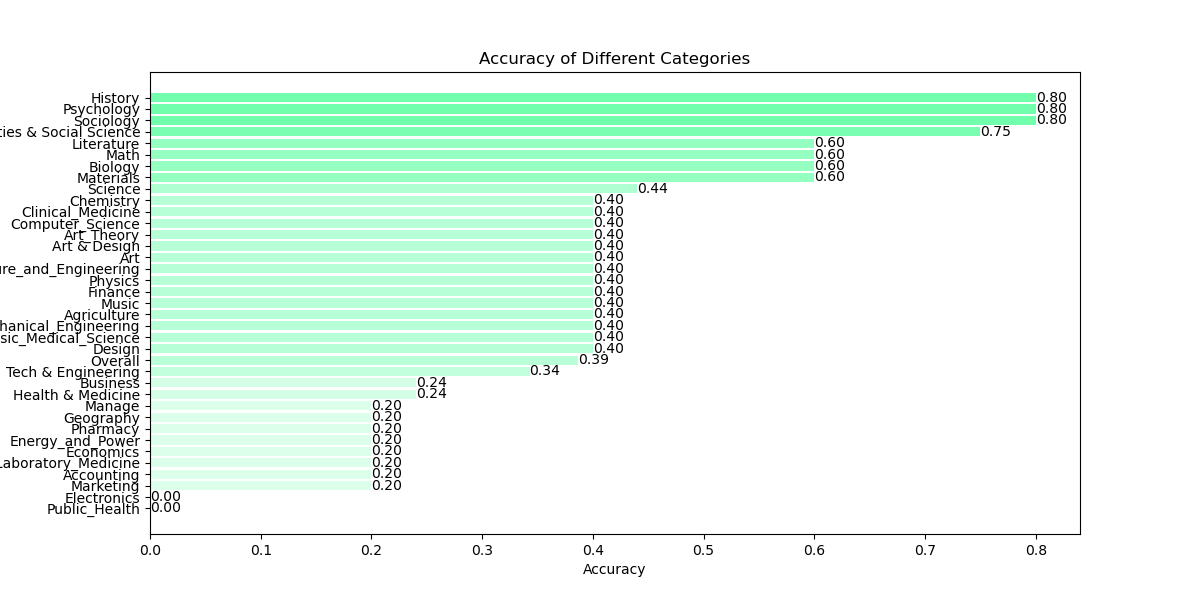 Accuracy of Different Categories
History 0.80
Psychology 0.80
Sociology 0.80
ties & Social Science 0.75
Literature 0.60
Math 0.60
Biology 0.60
Materials 0.60
Science 0.44
Chemistry 0.40
Clinical_Medicine 0.40
Computer_Science 0.40
Art_Theory 0.40
Art & Design 0.40
Art 0.40
re_and_Engineering 0.40
Physics 0.40
Finance 0.40
Music 0.40
Agriculture 0.40
hanical_Engineering 0.40
sic_Medical_Science 0.40
Design 0.40
Overall 0.39
Tech & Engineering 0.34
Business 0.24
Health & Medicine 0.24
Manage 0.20
Geography 0.20
Pharmacy 0.20
Energy_and_Power 0.20
Economics 0.20
Laboratory_Medicine 0.20
Accounting 0.20
Marketing 0.20
Electronics 0.00
Public_Health 0.00
0.0 0.1 0.2 0.3 0.4 0.5 0.6 0.7 0.8
Accuracy